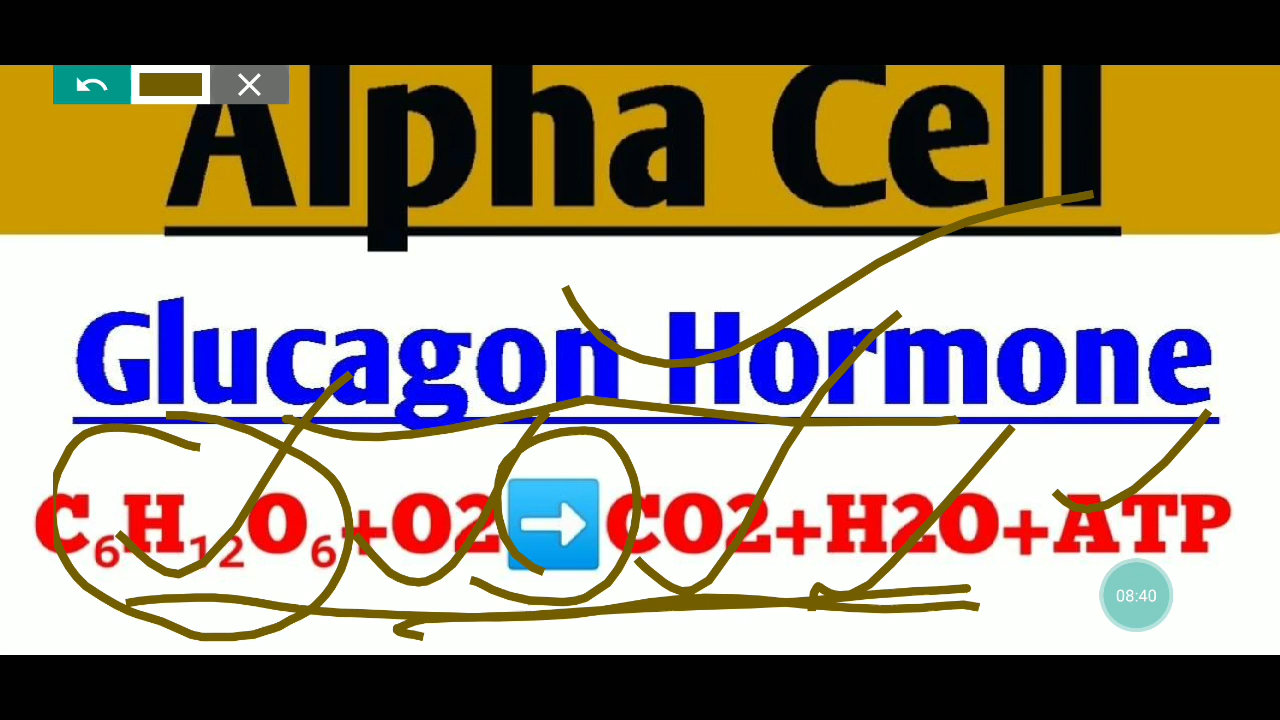 Alpha Cell
Glucagon Hormone
C₆H₁₂O₆+O2➡CO2+H2O+ATP
08:40